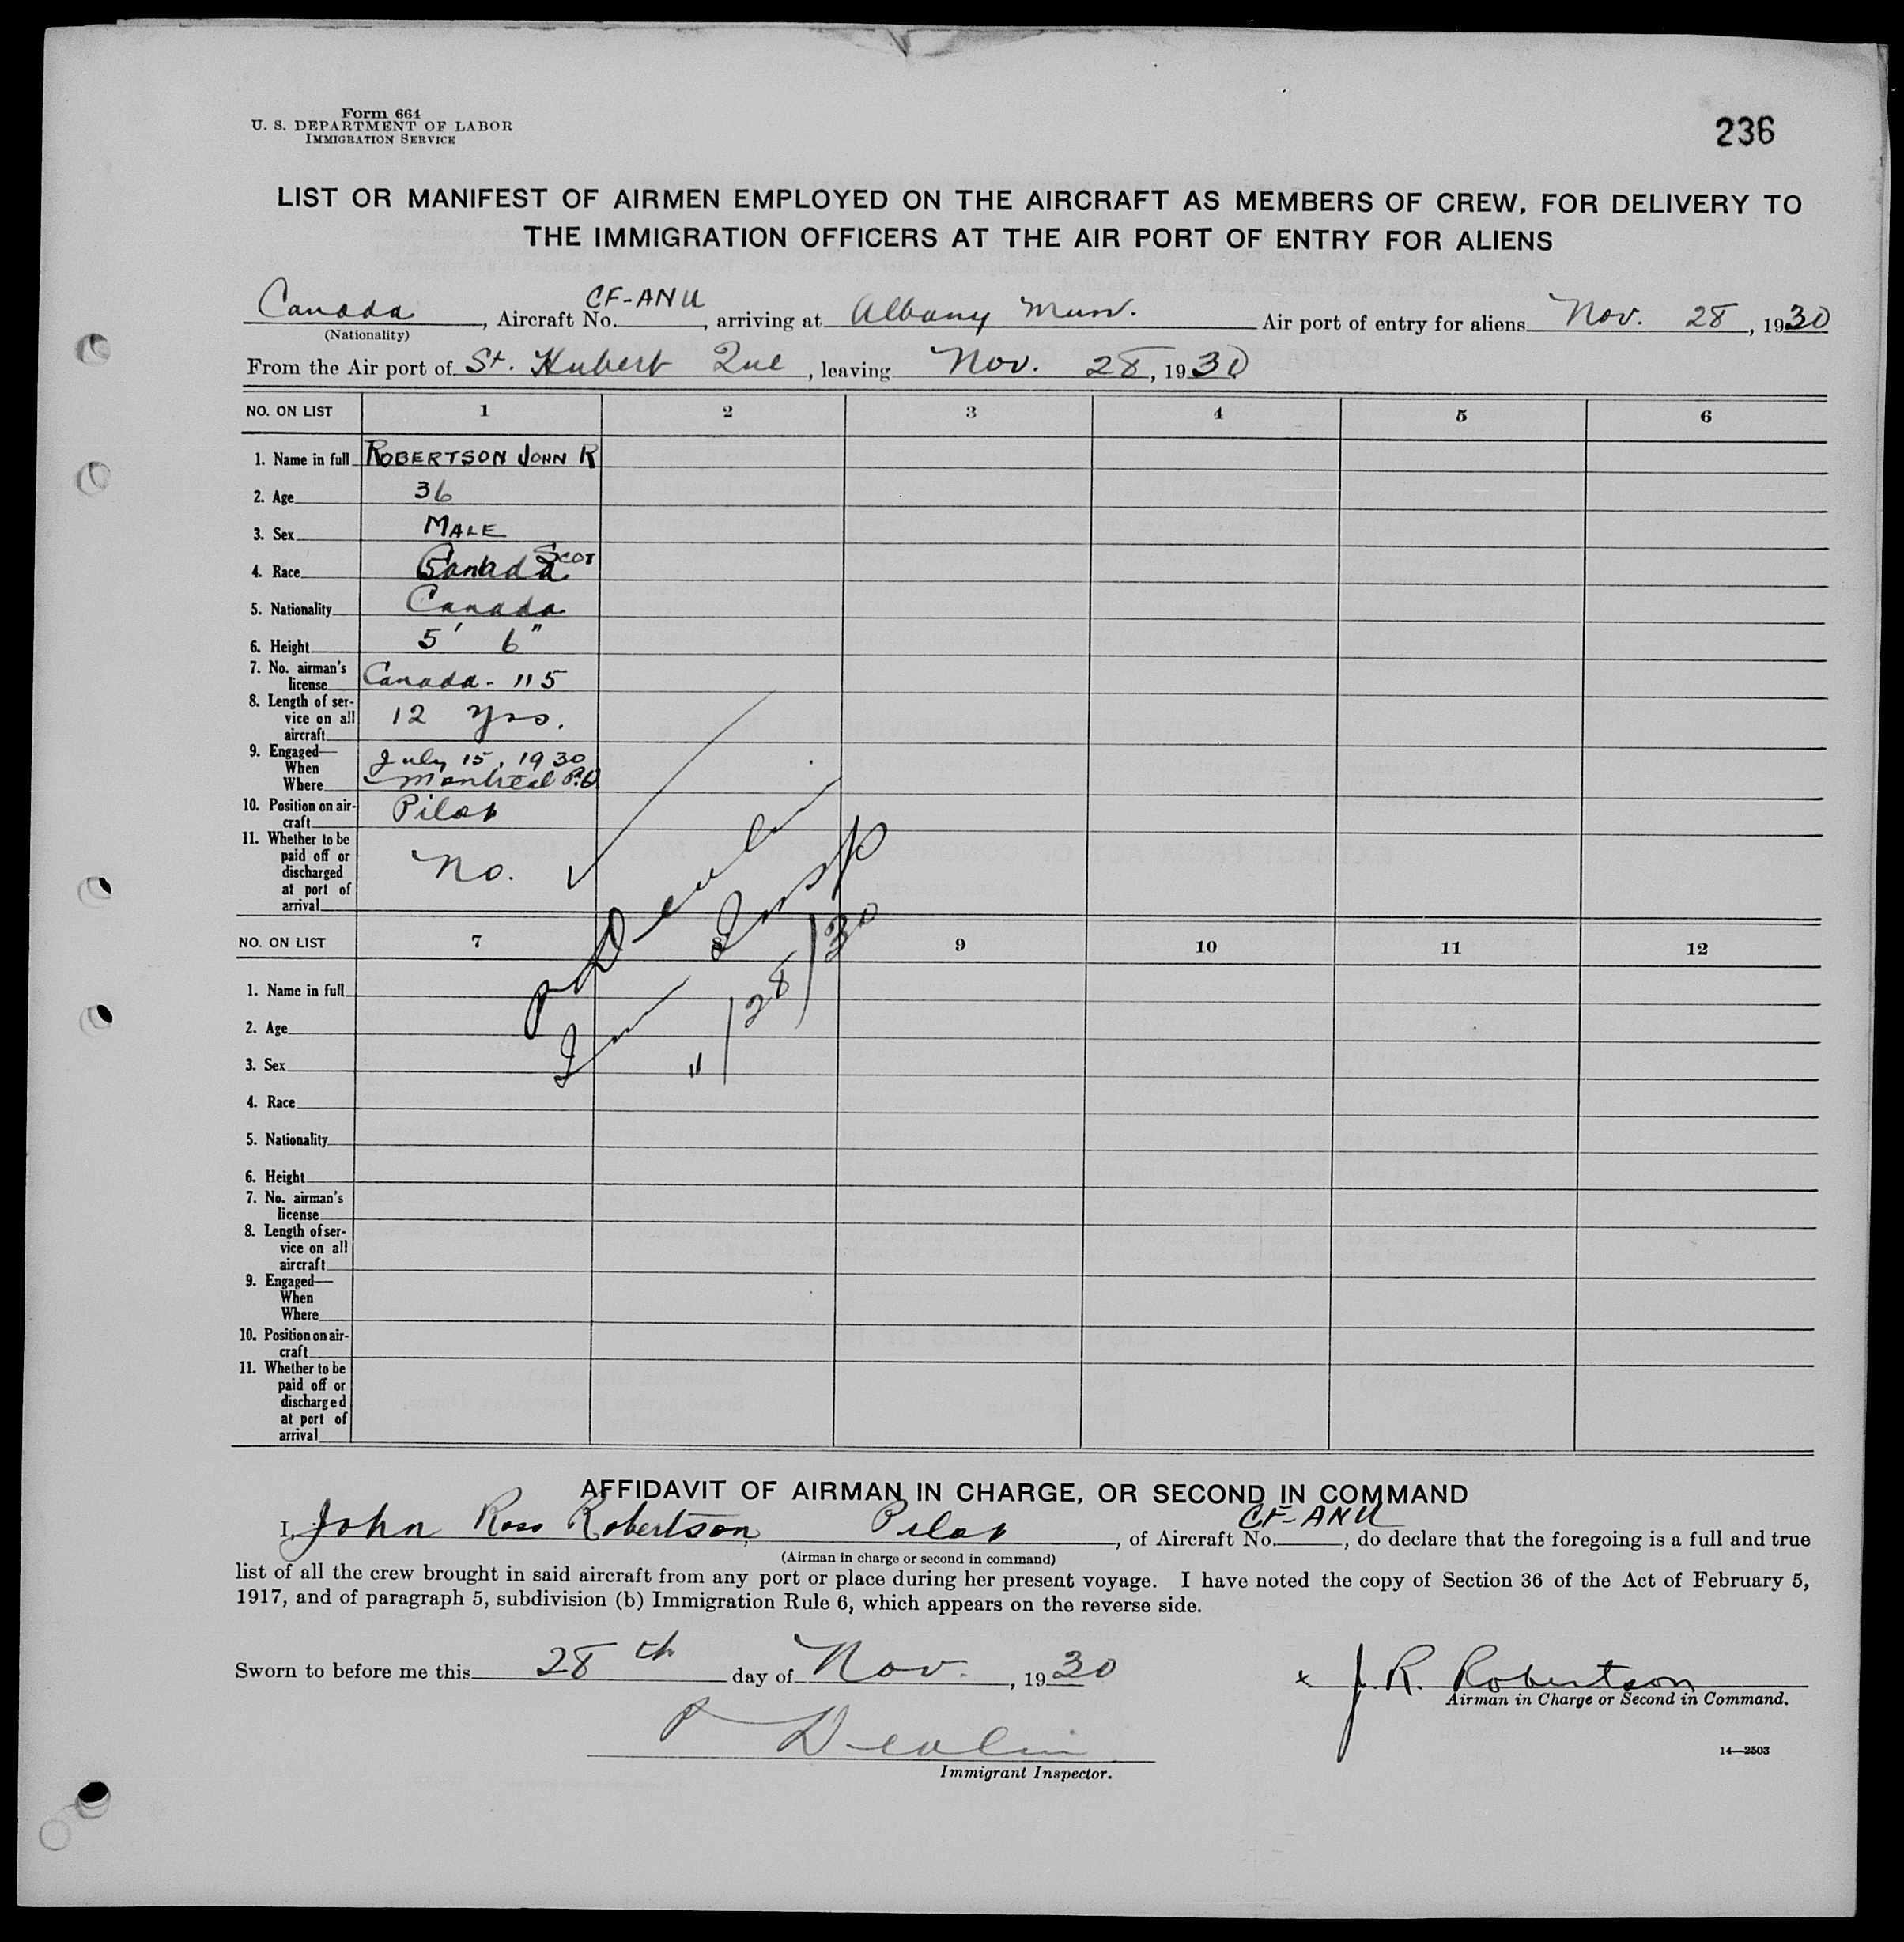 Form 664
U. S. DEPARTMENT OF LABOR
IMMIGRATION SERVICE
236
LIST OR MANIFEST OF AIRMEN EMPLOYED ON THE AIRCRAFT AS MEMBERS OF CREW, FOR DELIVERY TO
THE IMMIGRATION OFFICERS AT THE AIR PORT OF ENTRY FOR ALIENS
Canada, Aircraft No. CF-ANU, arriving at Albany Mun. Air port of entry for aliens Nov. 28, 1930
(Nationality)
From the Air port of St. Hubert Que, leaving Nov. 28, 1930
NO. ON LIST 1 2 3 4 5 6
1. Name in full ROBERTSON JOHN R
2. Age 36
3. Sex MALE
4. Race Canada SCOT
5. Nationality Canada
6. Height 5' 6"
7. No. airman's
license Canada - 115
8. Length of ser-
vice on all
aircraft 12 yrs.
9. Engaged—
When July 15, 1930
Where Montreal P.Q.
10. Position on air-
craft Pilot
11. Whether to be
paid off or
discharged
at port of
arrival No.
P Devlin
Imm Insp
11/28/30
NO. ON LIST 7 8 9 10 11 12
1. Name in full
2. Age
3. Sex
4. Race
5. Nationality
6. Height
7. No. airman's
license
8. Length of ser-
vice on all
aircraft
9. Engaged—
When
Where
10. Position on air-
craft
11. Whether to be
paid off or
discharged
at port of
arrival
AFFIDAVIT OF AIRMAN IN CHARGE, OR SECOND IN COMMAND
I, John Ross Robertson, Pilot, of Aircraft No. CF-ANU, do declare that the foregoing is a full and true
(Airman in charge or second in command)
list of all the crew brought in said aircraft from any port or place during her present voyage. I have noted the copy of Section 36 of the Act of February 5,
1917, and of paragraph 5, subdivision (b) Immigration Rule 6, which appears on the reverse side.
Sworn to before me this 28th day of Nov., 1930
x J. R. Robertson
Airman in Charge or Second in Command.
P Devlin
Immigrant Inspector.
14—2503